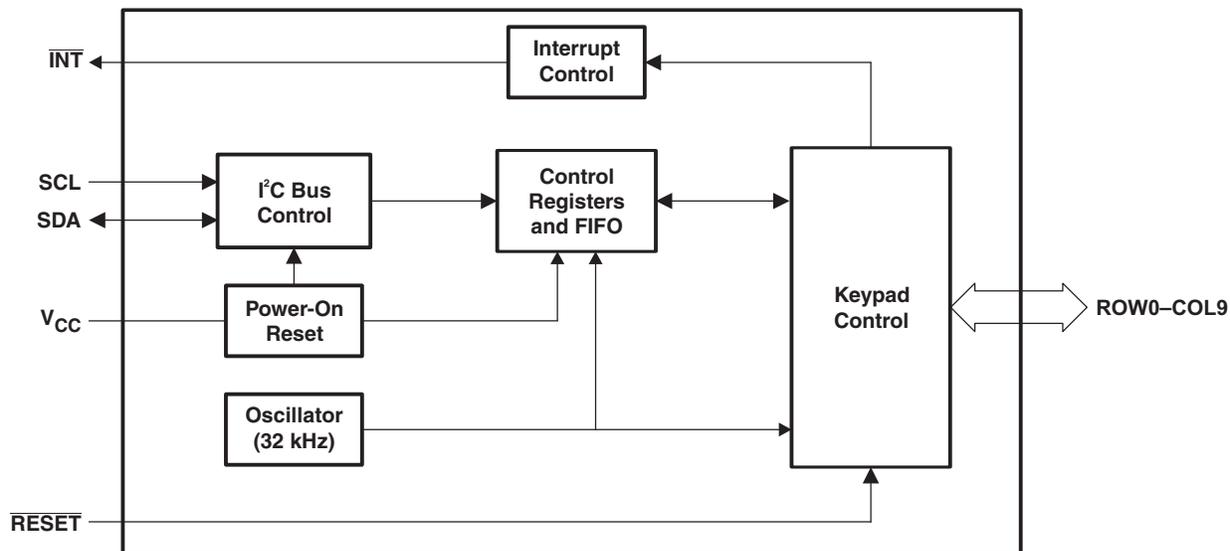 INT
Interrupt
Control
SCL
SDA
I²C Bus
Control
Control
Registers
and FIFO
VCC
Power-On
Reset
Keypad
Control
ROW0–COL9
Oscillator
(32 kHz)
RESET